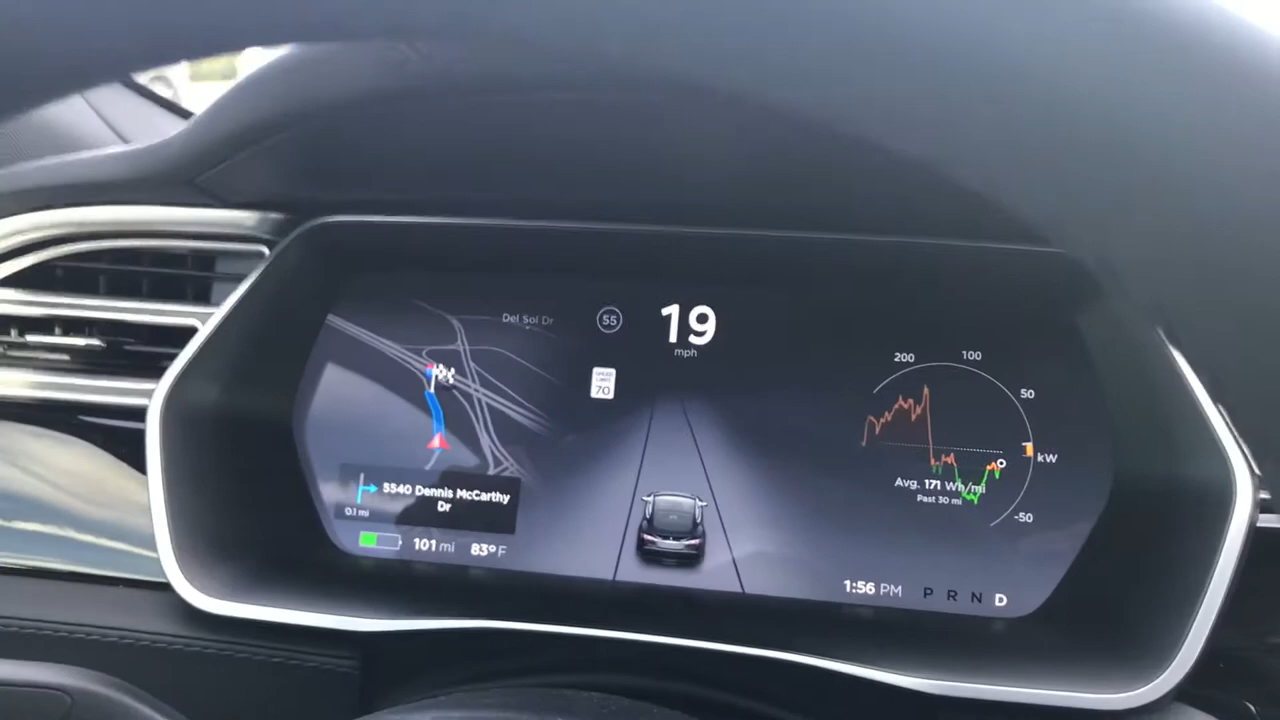 Del Sol Dr
55
19
mph
SPEED
LIMIT
70
200
100
50
kW
-50
Avg. 171 Wh/mi
Past 30 mi
5540 Dennis McCarthy
Dr
0.1 mi
101 mi
83° F
1:56 PM
P R N D